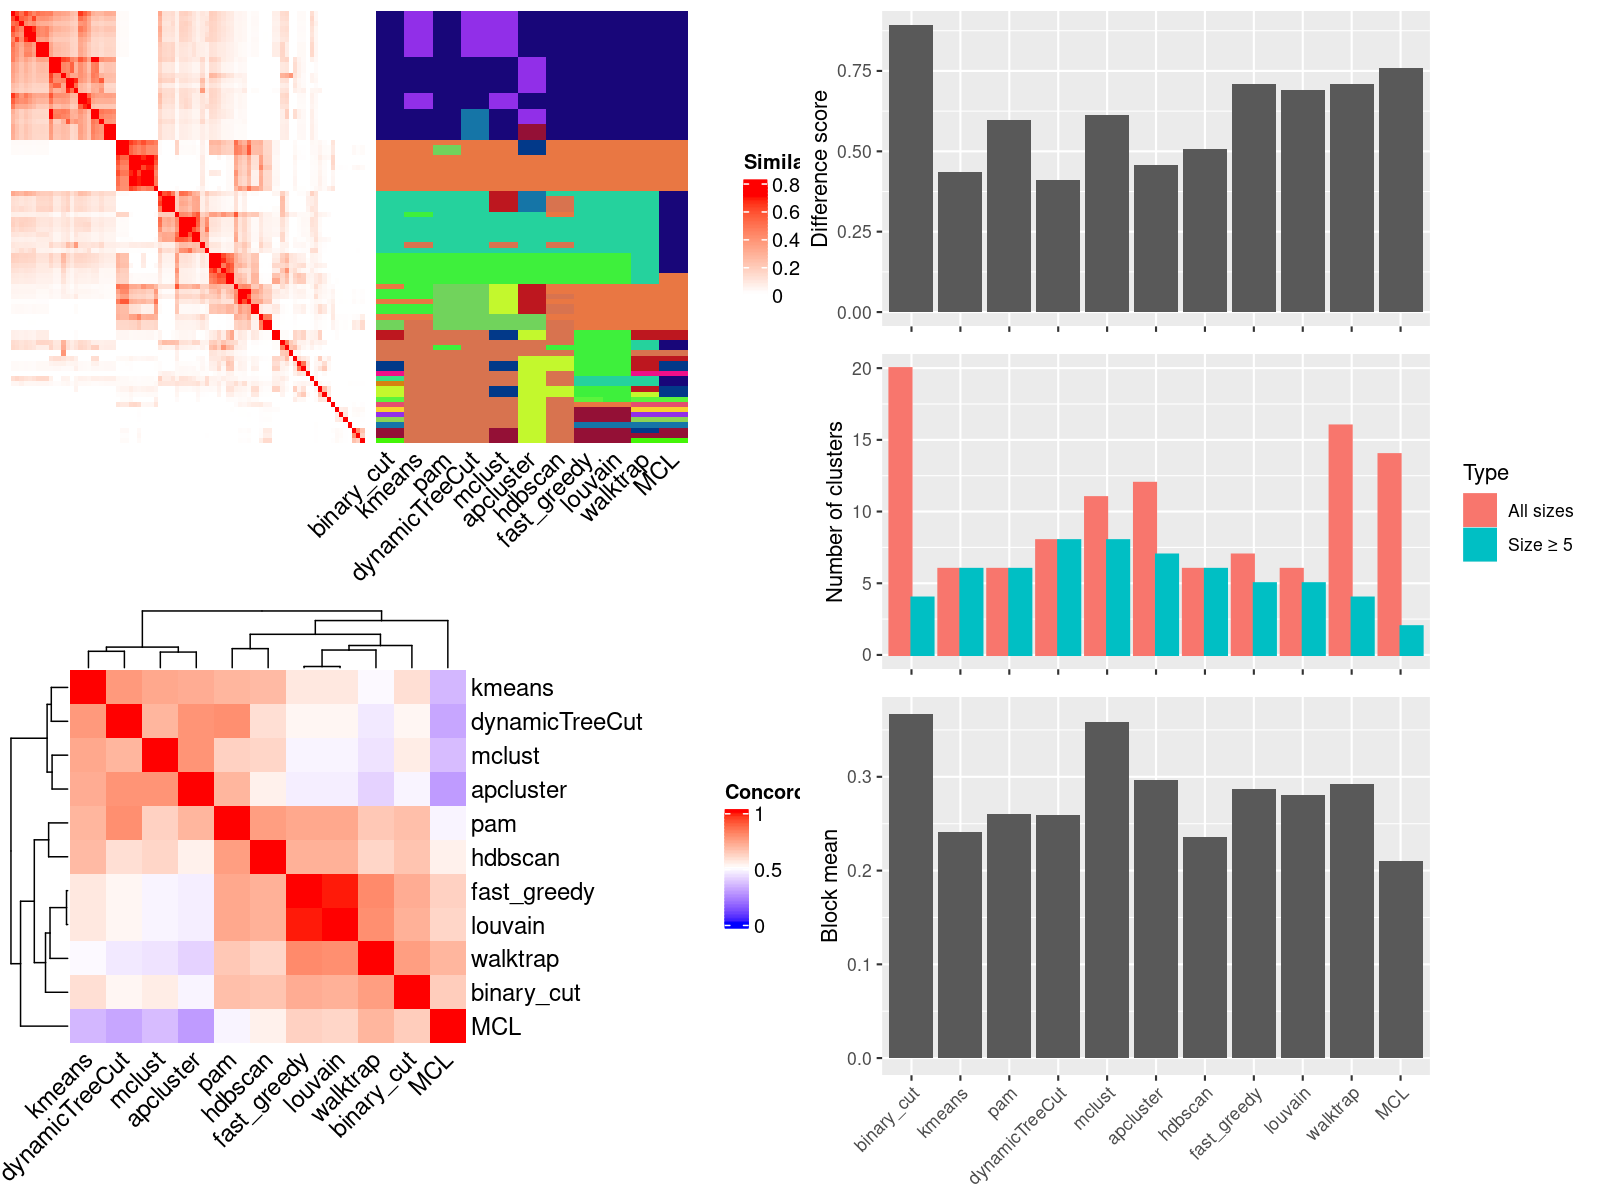 Simila
0.8
0.6
0.4
0.2
0
binary_cut
kmeans
pam
dynamicTreeCut
mclust
apcluster
hdbscan
fast_greedy
louvain
walktrap
MCL
Difference score
0.75
0.50
0.25
0.00
Number of clusters
20
15
10
5
0
Type
All sizes
Size ≥ 5
kmeans
dynamicTreeCut
mclust
apcluster
pam
hdbscan
fast_greedy
louvain
walktrap
binary_cut
MCL
kmeans
dynamicTreeCut
mclust
apcluster
pam
hdbscan
fast_greedy
louvain
walktrap
binary_cut
MCL
Concord
1
0.5
0
Block mean
0.3
0.2
0.1
0.0
binary_cut
kmeans
pam
dynamicTreeCut
mclust
apcluster
hdbscan
fast_greedy
louvain
walktrap
MCL